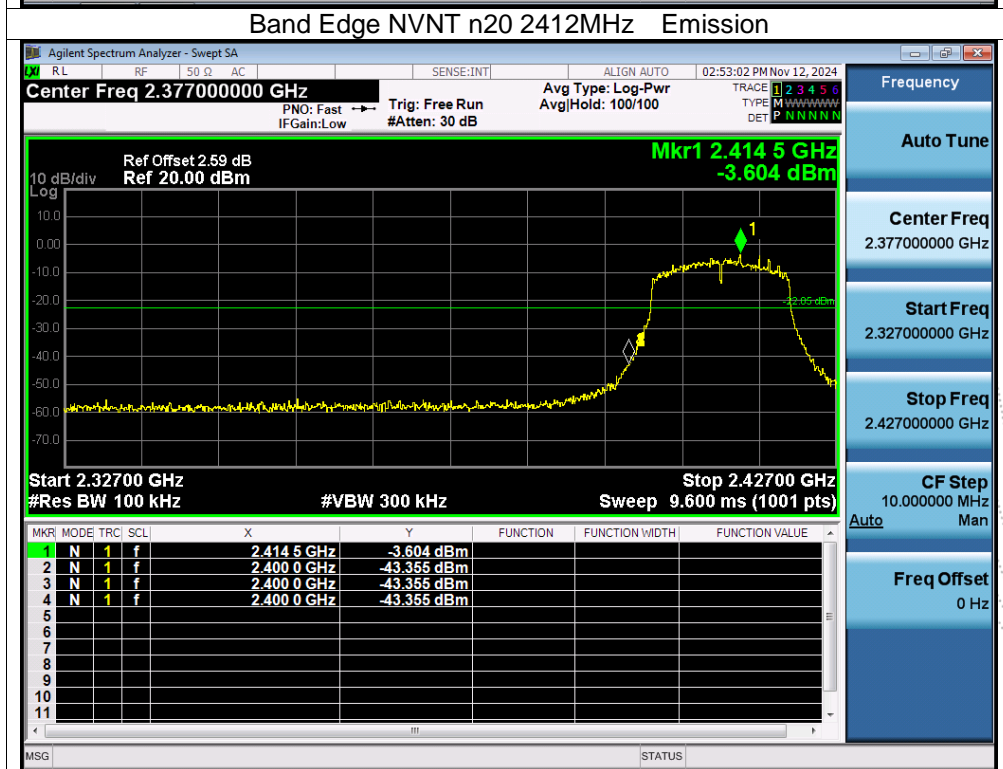 Band Edge NVNT n20 2412MHz Emission
Agilent Spectrum Analyzer - Swept SA
LXI RL RF 50 Ω AC SENSE:INT ALIGN AUTO 02:53:02 PM Nov 12, 2024
Center Freq 2.377000000 GHz
PNO: Fast
IFGain:Low
Trig: Free Run
#Atten: 30 dB
Avg Type: Log-Pwr
Avg|Hold: 100/100
TRACE 1 2 3 4 5 6
TYPE M WWWWW
DET P N N N N N
Frequency
Ref Offset 2.59 dB
10 dB/div Ref 20.00 dBm
Log
Mkr1 2.414 5 GHz
-3.604 dBm
10.0
0.00
-10.0
-20.0
-30.0
-40.0
-50.0
-60.0
-70.0
1
-22.05 dBm
Start 2.32700 GHz Stop 2.42700 GHz
#Res BW 100 kHz #VBW 300 kHz Sweep 9.600 ms (1001 pts)
MKR MODE TRC SCL X Y FUNCTION FUNCTION WIDTH FUNCTION VALUE
1 N 1 f 2.414 5 GHz -3.604 dBm
2 N 1 f 2.400 0 GHz -43.355 dBm
3 N 1 f 2.400 0 GHz -43.355 dBm
4 N 1 f 2.400 0 GHz -43.355 dBm
5
6
7
8
9
10
11
Auto Tune
Center Freq
2.377000000 GHz
Start Freq
2.327000000 GHz
Stop Freq
2.427000000 GHz
CF Step
10.000000 MHz
Auto Man
Freq Offset
0 Hz
MSG STATUS